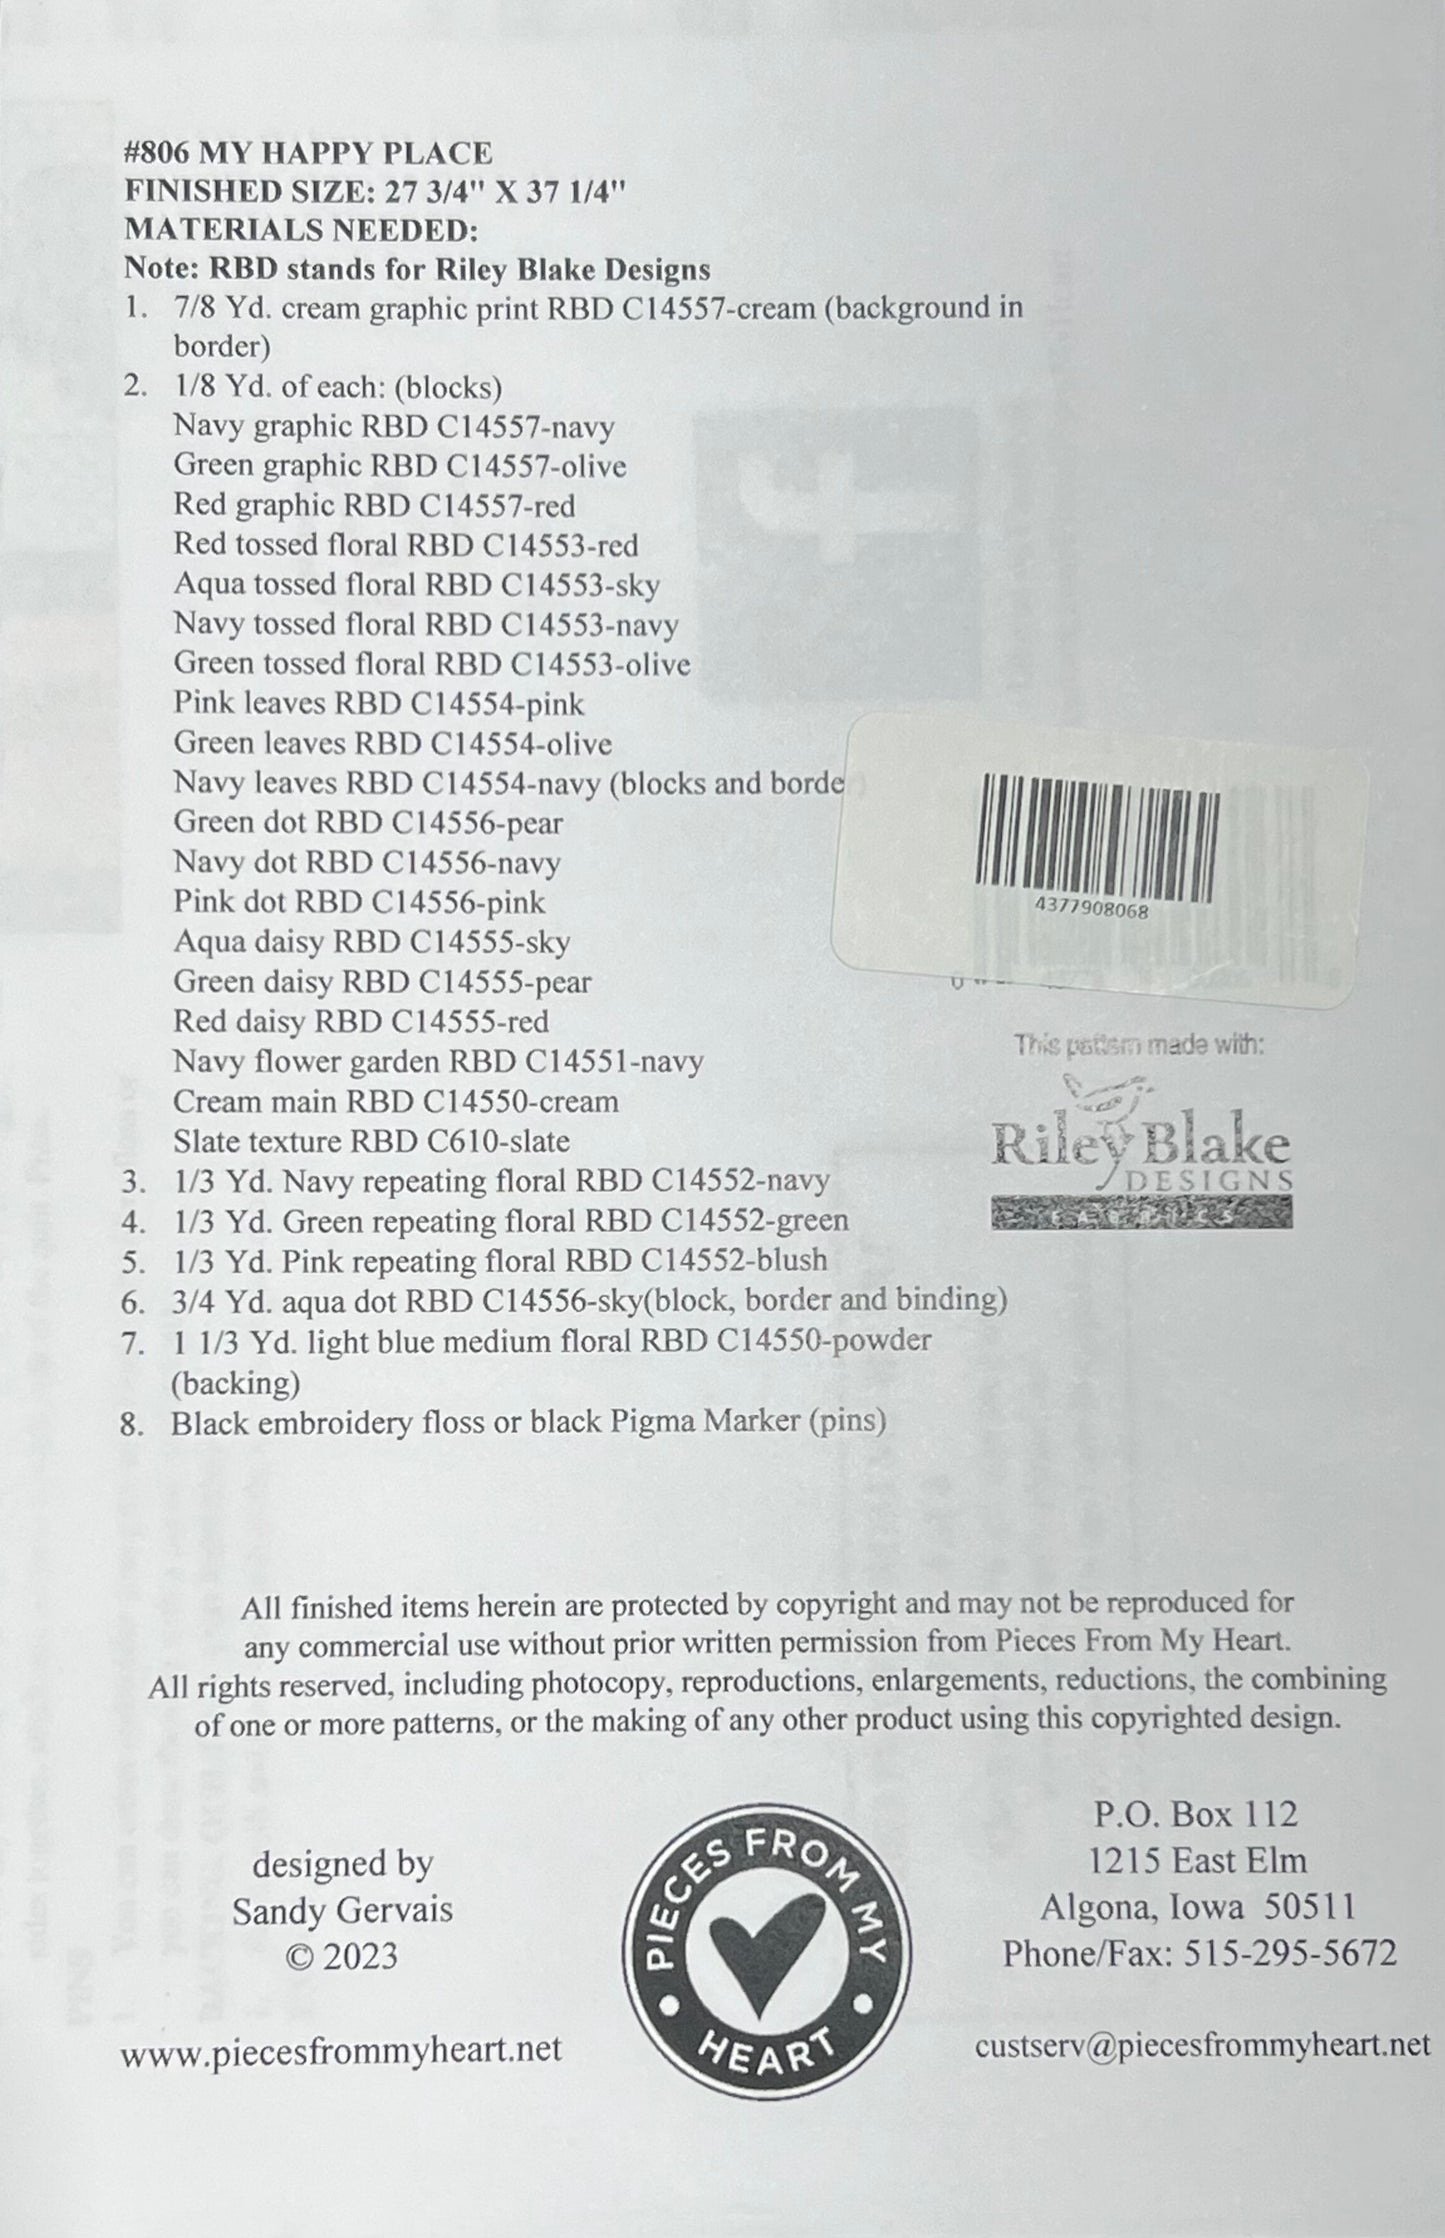 #806 MY HAPPY PLACE
FINISHED SIZE: 27 3/4" X 37 1/4"
MATERIALS NEEDED:
Note: RBD stands for Riley Blake Designs
1. 7/8 Yd. cream graphic print RBD C14557-cream (background in
border)
2. 1/8 Yd. of each: (blocks)
Navy graphic RBD C14557-navy
Green graphic RBD C14557-olive
Red graphic RBD C14557-red
Red tossed floral RBD C14553-red
Aqua tossed floral RBD C14553-sky
Navy tossed floral RBD C14553-navy
Green tossed floral RBD C14553-olive
Pink leaves RBD C14554-pink
Green leaves RBD C14554-olive
Navy leaves RBD C14554-navy (blocks and borde
Green dot RBD C14556-pear
Navy dot RBD C14556-navy
Pink dot RBD C14556-pink
Aqua daisy RBD C14555-sky
Green daisy RBD C14555-pear
Red daisy RBD C14555-red
Navy flower garden RBD C14551-navy
Cream main RBD C14550-cream
Slate texture RBD C610-slate
3. 1/3 Yd. Navy repeating floral RBD C14552-navy
4. 1/3 Yd. Green repeating floral RBD C14552-green
5. 1/3 Yd. Pink repeating floral RBD C14552-blush
6. 3/4 Yd. aqua dot RBD C14556-sky(block, border and binding)
7. 1 1/3 Yd. light blue medium floral RBD C14550-powder
(backing)
8. Black embroidery floss or black Pigma Marker (pins)
4377908068
This pattern made with:
Riley Blake
DESIGNS
FABRICS
All finished items herein are protected by copyright and may not be reproduced for
any commercial use without prior written permission from Pieces From My Heart.
All rights reserved, including photocopy, reproductions, enlargements, reductions, the combining
of one or more patterns, or the making of any other product using this copyrighted design.
designed by
Sandy Gervais
© 2023
www.piecesfrommyheart.net
PIECES FROM MY
HEART
P.O. Box 112
1215 East Elm
Algona, Iowa 50511
Phone/Fax: 515-295-5672
custserv@piecesfrommyheart.net